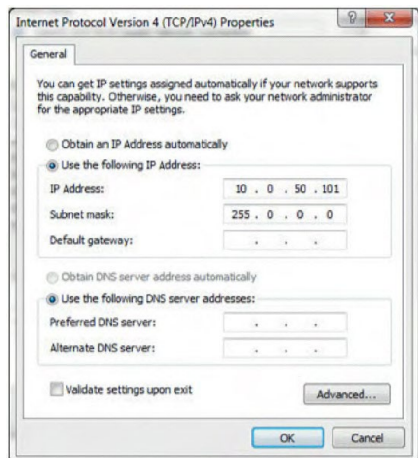 Internet Protocol Version 4 (TCP/IPv4) Properties
General
You can get IP settings assigned automatically if your network supports
this capability. Otherwise, you need to ask your network administrator
for the appropriate IP settings.
Obtain an IP Address automatically
Use the following IP Address:
IP Address: 10 . 0 . 50 . 101
Subnet mask: 255 . 0 . 0 . 0
Default gateway: . . .
Obtain DNS server address automatically
Use the following DNS server addresses:
Preferred DNS server: . . .
Alternate DNS server: . . .
Validate settings upon exit
Advanced...
OK Cancel